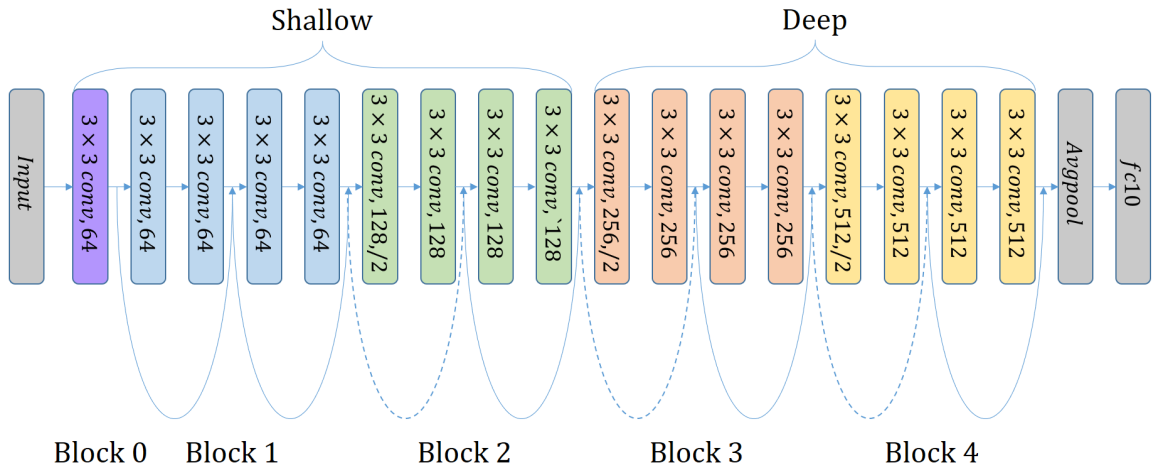 Shallow
Deep
Input
3 × 3 conv, 64
3 × 3 conv, 64
3 × 3 conv, 64
3 × 3 conv, 64
3 × 3 conv, 64
3 × 3 conv, 128,/2
3 × 3 conv, 128
3 × 3 conv, 128
3 × 3 conv,`128
3 × 3 conv, 256,/2
3 × 3 conv, 256
3 × 3 conv, 256
3 × 3 conv, 256
3 × 3 conv, 512,/2
3 × 3 conv, 512
3 × 3 conv, 512
3 × 3 conv, 512
Avgpool
fc10
Block 0
Block 1
Block 2
Block 3
Block 4